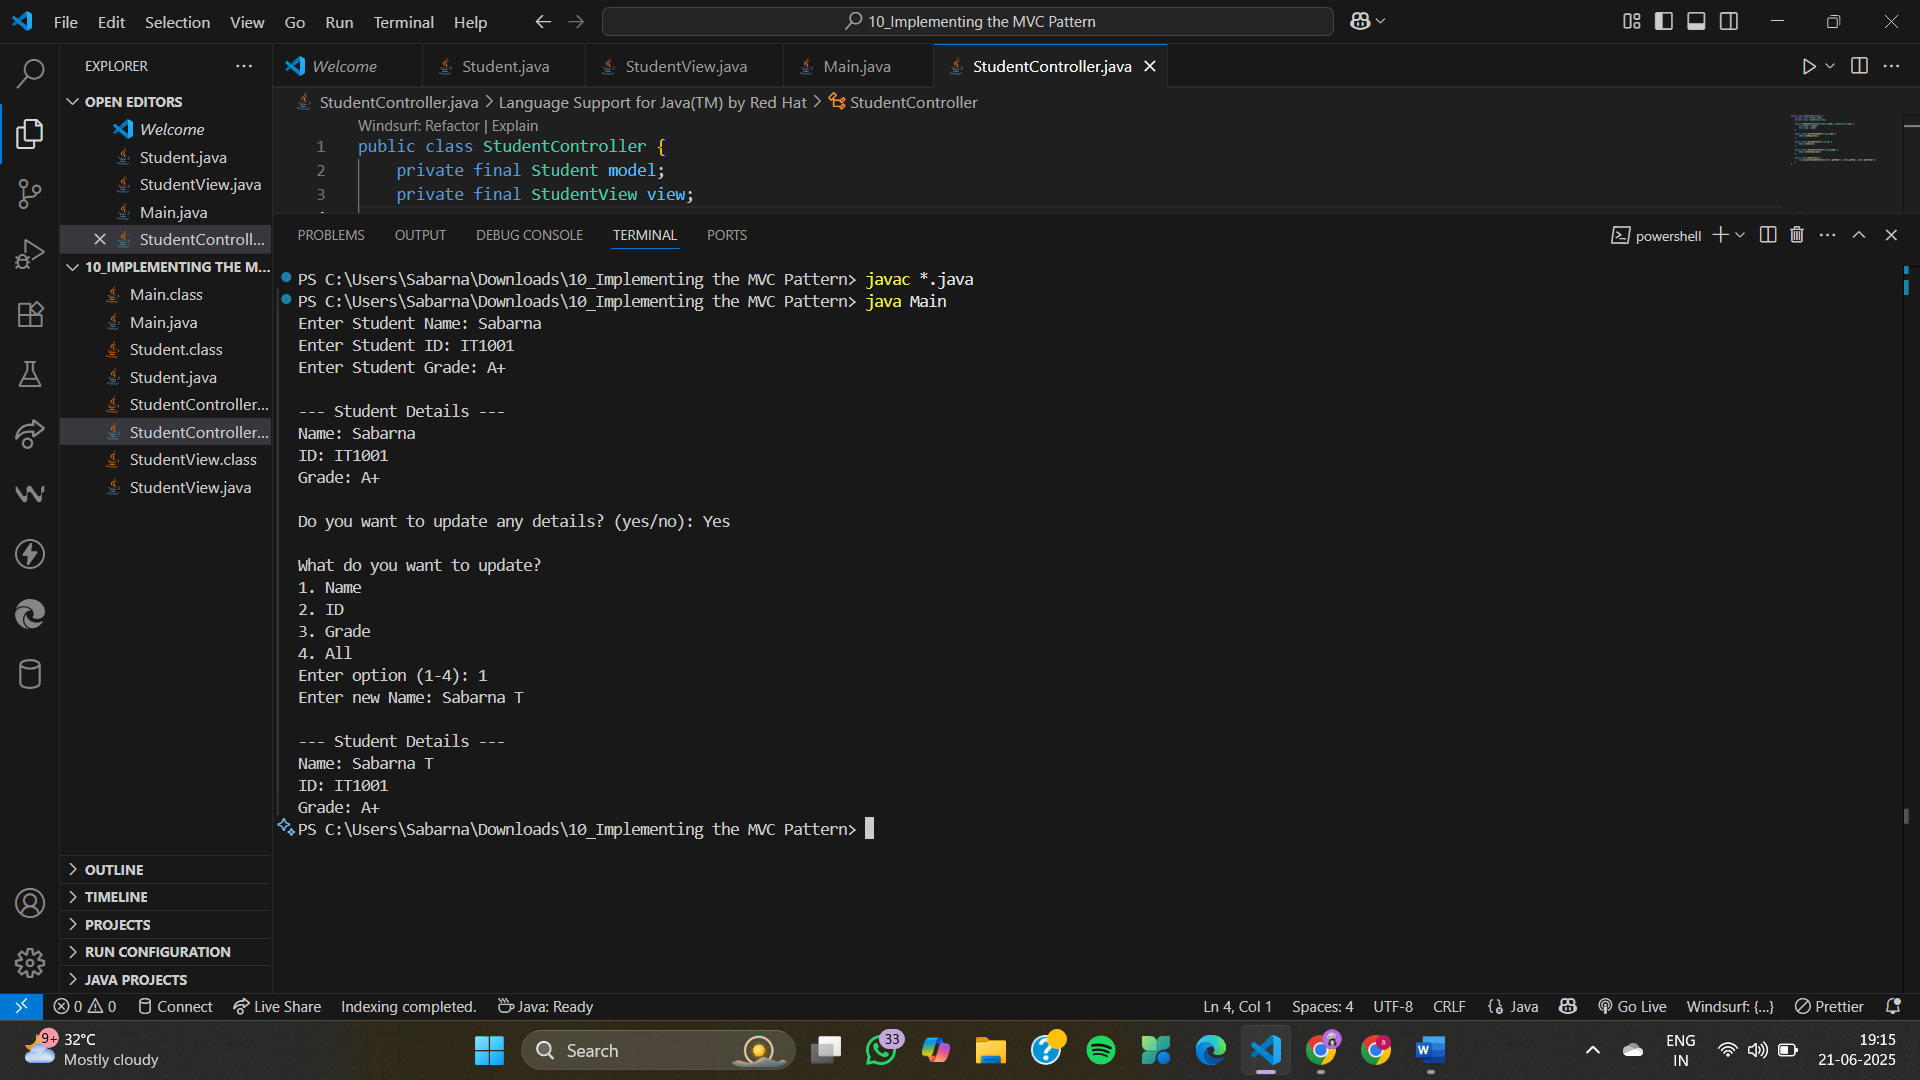 File Edit Selection View Go Run Terminal Help
10_Implementing the MVC Pattern
EXPLORER
OPEN EDITORS
Welcome
Student.java
StudentView.java
Main.java
StudentControll...
10_IMPLEMENTING THE M...
Main.class
Main.java
Student.class
Student.java
StudentController...
StudentController...
StudentView.class
StudentView.java
OUTLINE
TIMELINE
PROJECTS
RUN CONFIGURATION
JAVA PROJECTS
Welcome Student.java StudentView.java Main.java StudentController.java
StudentController.java > Language Support for Java(TM) by Red Hat > StudentController
Windsurf: Refactor | Explain
1 public class StudentController {
2 private final Student model;
3 private final StudentView view;
PROBLEMS OUTPUT DEBUG CONSOLE TERMINAL PORTS
powershell
PS C:\Users\Sabarna\Downloads\10_Implementing the MVC Pattern> javac *.java
PS C:\Users\Sabarna\Downloads\10_Implementing the MVC Pattern> java Main
Enter Student Name: Sabarna
Enter Student ID: IT1001
Enter Student Grade: A+
--- Student Details ---
Name: Sabarna
ID: IT1001
Grade: A+
Do you want to update any details? (yes/no): Yes
What do you want to update?
1. Name
2. ID
3. Grade
4. All
Enter option (1-4): 1
Enter new Name: Sabarna T
--- Student Details ---
Name: Sabarna T
ID: IT1001
Grade: A+
PS C:\Users\Sabarna\Downloads\10_Implementing the MVC Pattern>
0 0 Connect Live Share Indexing completed. Java: Ready
Ln 4, Col 1 Spaces: 4 UTF-8 CRLF {} Java Go Live Windsurf: {...} Prettier
9+ 32°C
Mostly cloudy
Search
33
ENG
IN
19:15
21-06-2025